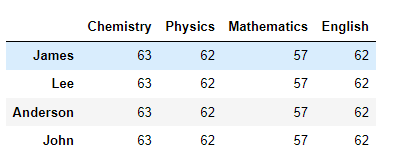 Chemistry Physics Mathematics English
James 63 62 57 62
Lee 63 62 57 62
Anderson 63 62 57 62
John 63 62 57 62